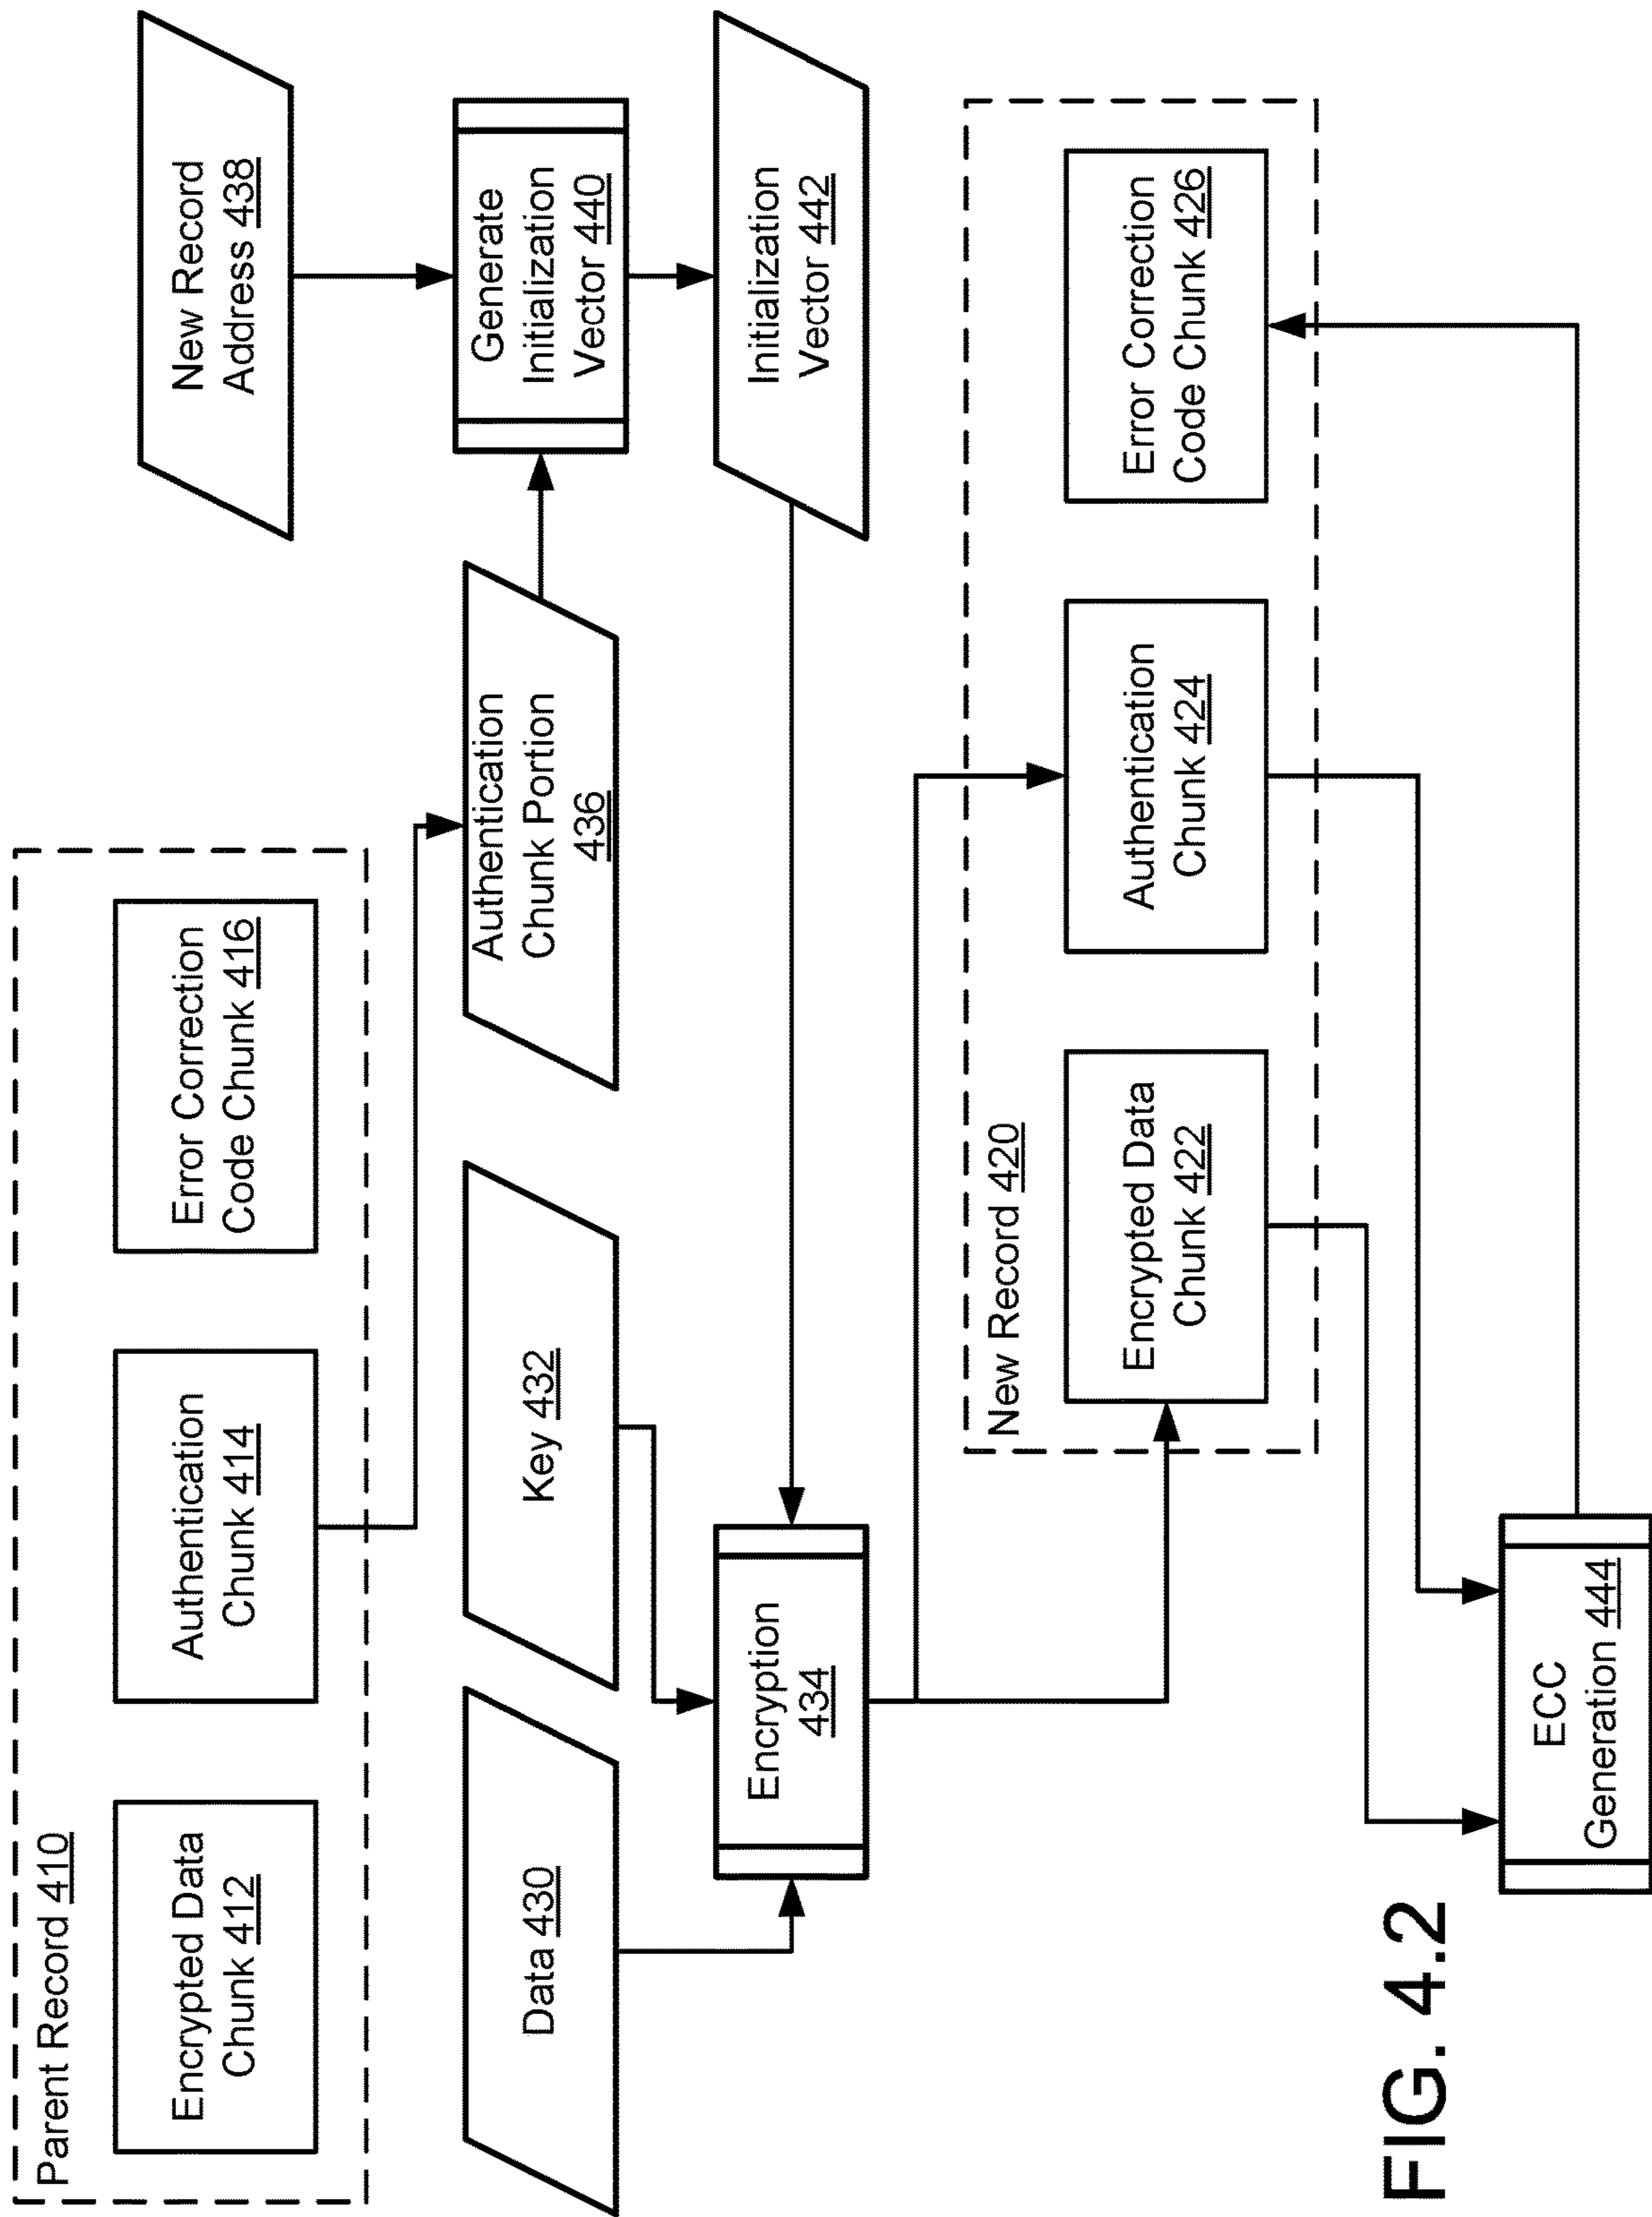 Parent Record 410
Encrypted Data
Chunk 412
Authentication
Chunk 414
Error Correction
Code Chunk 416
New Record
Address 438
Data 430
Key 432
Authentication
Chunk Portion
436
Generate
Initialization
Vector 440
Encryption
434
Initialization
Vector 442
New Record 420
Encrypted Data
Chunk 422
Authentication
Chunk 424
Error Correction
Code Chunk 426
ECC
Generation 444
FIG. 4.2